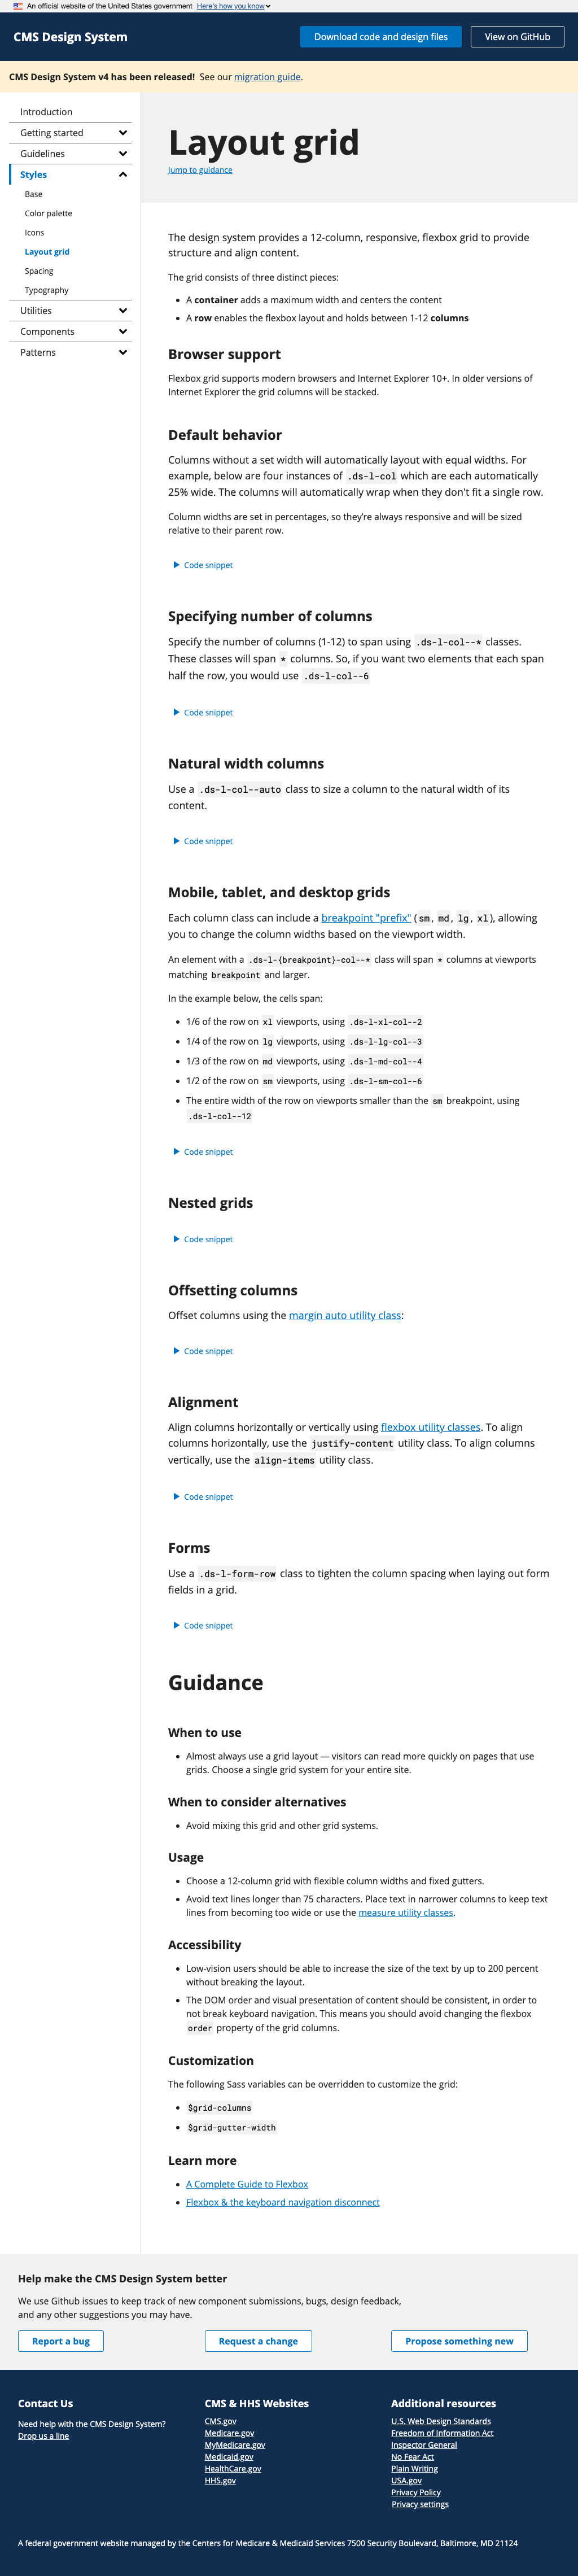 An official website of the United States government Here's how you know
CMS Design System
Download code and design files
View on GitHub
CMS Design System v4 has been released! See our migration guide.
Introduction
Getting started
Guidelines
Styles
Base
Color palette
Icons
Layout grid
Spacing
Typography
Utilities
Components
Patterns
Layout grid
Jump to guidance
The design system provides a 12-column, responsive, flexbox grid to provide
structure and align content.
The grid consists of three distinct pieces:
• A container adds a maximum width and centers the content
• A row enables the flexbox layout and holds between 1-12 columns
Browser support
Flexbox grid supports modern browsers and Internet Explorer 10+. In older versions of
Internet Explorer the grid columns will be stacked.
Default behavior
Columns without a set width will automatically layout with equal widths. For
example, below are four instances of .ds-l-col which are each automatically
25% wide. The columns will automatically wrap when they don't fit a single row.
Column widths are set in percentages, so they're always responsive and will be sized
relative to their parent row.
Code snippet
Specifying number of columns
Specify the number of columns (1-12) to span using .ds-l-col--* classes.
These classes will span * columns. So, if you want two elements that each span
half the row, you would use .ds-l-col--6
Code snippet
Natural width columns
Use a .ds-l-col--auto class to size a column to the natural width of its
content.
Code snippet
Mobile, tablet, and desktop grids
Each column class can include a breakpoint "prefix" (sm, md, lg, xl), allowing
you to change the column widths based on the viewport width.
An element with a .ds-l-{breakpoint}-col--* class will span * columns at viewports
matching breakpoint and larger.
In the example below, the cells span:
• 1/6 of the row on xl viewports, using .ds-l-xl-col--2
• 1/4 of the row on lg viewports, using .ds-l-lg-col--3
• 1/3 of the row on md viewports, using .ds-l-md-col--4
• 1/2 of the row on sm viewports, using .ds-l-sm-col--6
• The entire width of the row on viewports smaller than the sm breakpoint, using
.ds-l-col--12
Code snippet
Nested grids
Code snippet
Offsetting columns
Offset columns using the margin auto utility class:
Code snippet
Alignment
Align columns horizontally or vertically using flexbox utility classes. To align
columns horizontally, use the justify-content utility class. To align columns
vertically, use the align-items utility class.
Code snippet
Forms
Use a .ds-l-form-row class to tighten the column spacing when laying out form
fields in a grid.
Code snippet
Guidance
When to use
• Almost always use a grid layout — visitors can read more quickly on pages that use
grids. Choose a single grid system for your entire site.
When to consider alternatives
• Avoid mixing this grid and other grid systems.
Usage
• Choose a 12-column grid with flexible column widths and fixed gutters.
• Avoid text lines longer than 75 characters. Place text in narrower columns to keep text
lines from becoming too wide or use the measure utility classes.
Accessibility
• Low-vision users should be able to increase the size of the text by up to 200 percent
without breaking the layout.
• The DOM order and visual presentation of content should be consistent, in order to
not break keyboard navigation. This means you should avoid changing the flexbox
order property of the grid columns.
Customization
The following Sass variables can be overridden to customize the grid:
• $grid-columns
• $grid-gutter-width
Learn more
• A Complete Guide to Flexbox
• Flexbox & the keyboard navigation disconnect
Help make the CMS Design System better
We use Github issues to keep track of new component submissions, bugs, design feedback,
and any other suggestions you may have.
Report a bug
Request a change
Propose something new
Contact Us
Need help with the CMS Design System?
Drop us a line
CMS & HHS Websites
CMS.gov
Medicare.gov
MyMedicare.gov
Medicaid.gov
HealthCare.gov
HHS.gov
Additional resources
U.S. Web Design Standards
Freedom of Information Act
Inspector General
No Fear Act
Plain Writing
USA.gov
Privacy Policy
Privacy settings
A federal government website managed by the Centers for Medicare & Medicaid Services 7500 Security Boulevard, Baltimore, MD 21244